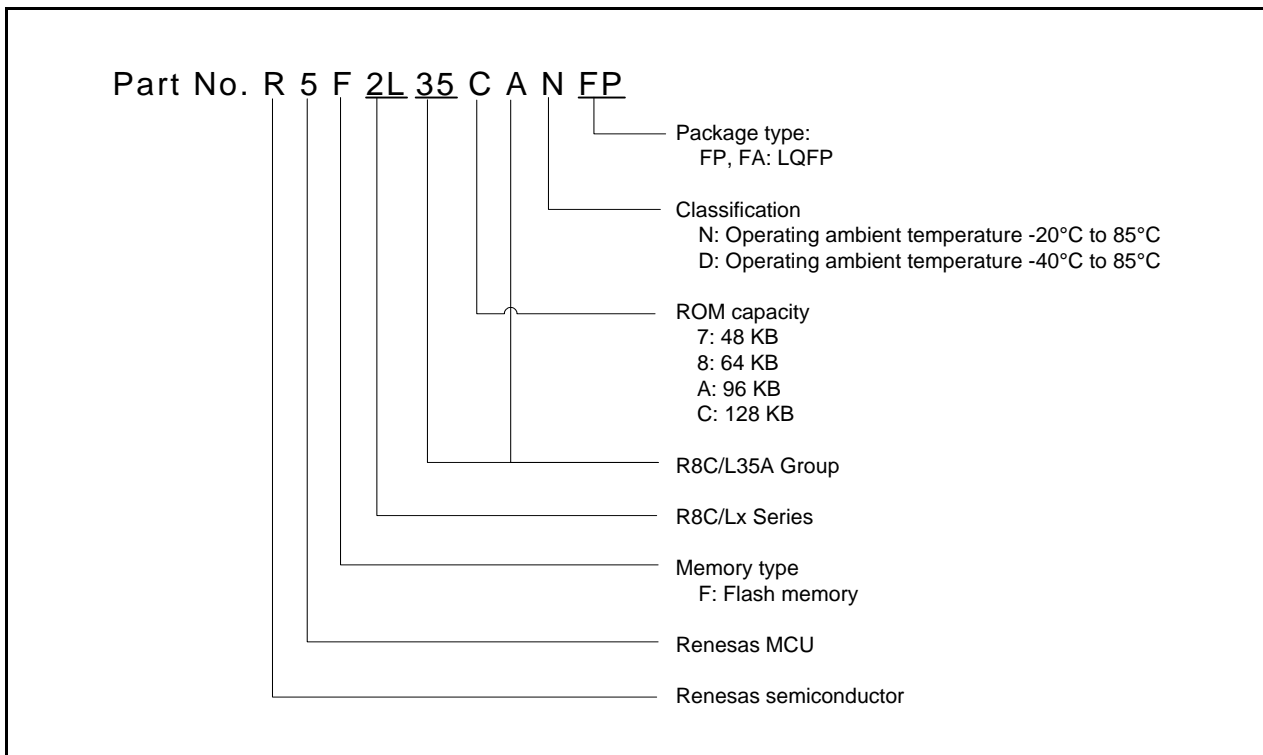 Part No. R 5 F 2L 35 C A N FP
Package type:
FP, FA: LQFP
Classification
N: Operating ambient temperature -20°C to 85°C
D: Operating ambient temperature -40°C to 85°C
ROM capacity
7: 48 KB
8: 64 KB
A: 96 KB
C: 128 KB
R8C/L35A Group
R8C/Lx Series
Memory type
F: Flash memory
Renesas MCU
Renesas semiconductor